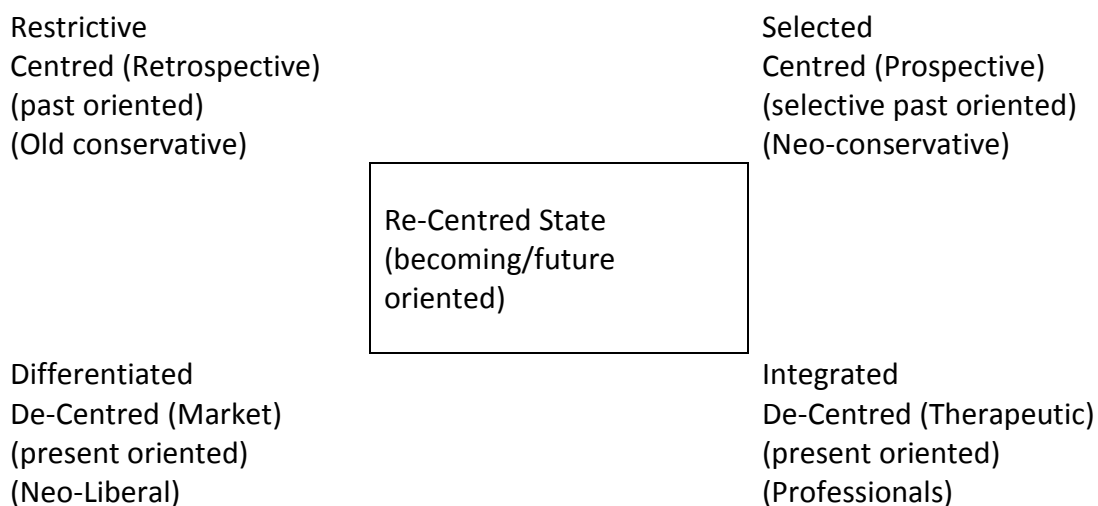 Restrictive
Centred (Retrospective)
(past oriented)
(Old conservative)
Selected
Centred (Prospective)
(selective past oriented)
(Neo-conservative)
Re-Centred State
(becoming/future
oriented)
Differentiated
De-Centred (Market)
(present oriented)
(Neo-Liberal)
Integrated
De-Centred (Therapeutic)
(present oriented)
(Professionals)